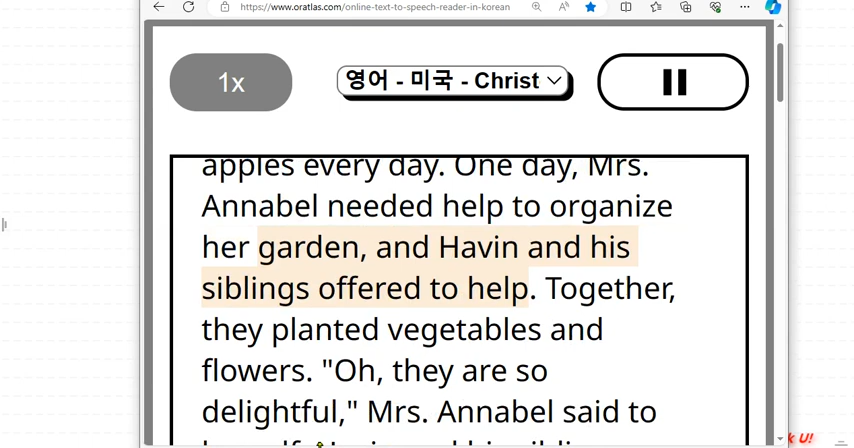 https://www.oratlas.com/online-text-to-speech-reader-in-korean
1x
영어 - 미국 - Christ
apples every day. One day, Mrs.
Annabel needed help to organize
her garden, and Havin and his
siblings offered to help. Together,
they planted vegetables and
flowers. "Oh, they are so
delightful," Mrs. Annabel said to
U!